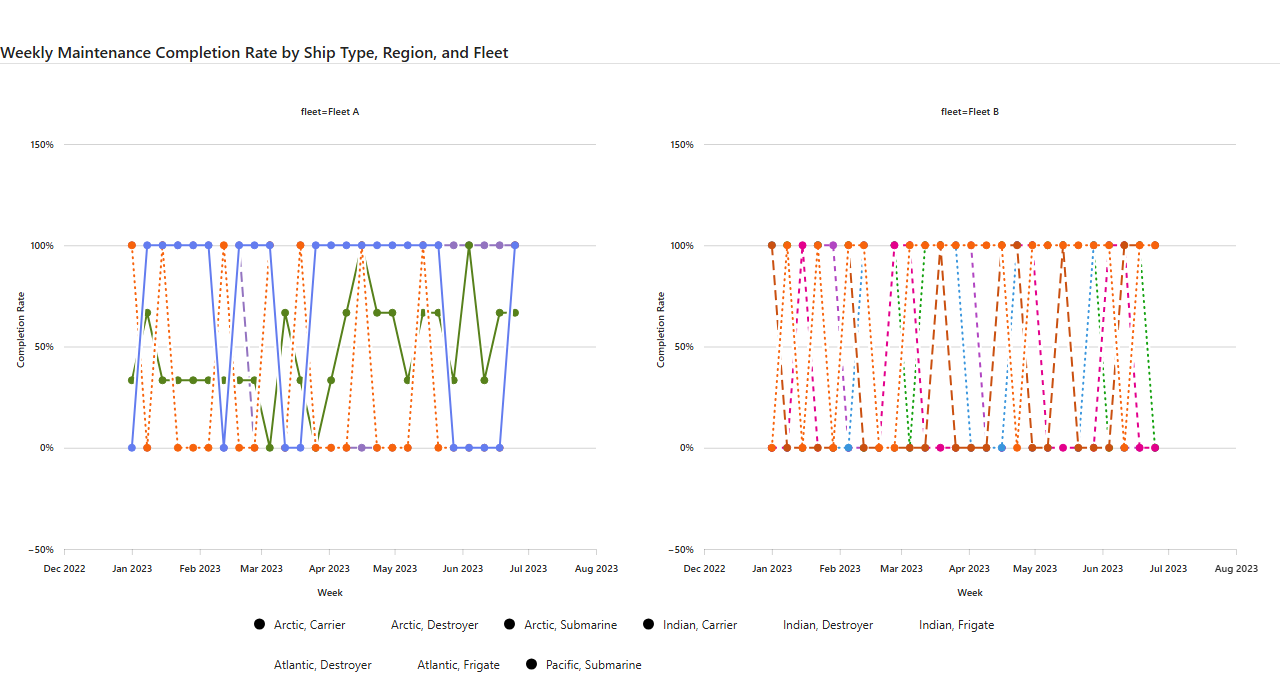 Weekly Maintenance Completion Rate by Ship Type, Region, and Fleet
fleet=Fleet A
fleet=Fleet B
150%
100%
50%
0%
−50%
Completion Rate
Dec 2022 Jan 2023 Feb 2023 Mar 2023 Apr 2023 May 2023 Jun 2023 Jul 2023 Aug 2023
Week
150%
100%
50%
0%
−50%
Completion Rate
Dec 2022 Jan 2023 Feb 2023 Mar 2023 Apr 2023 May 2023 Jun 2023 Jul 2023 Aug 2023
Week
Arctic, Carrier Arctic, Destroyer Arctic, Submarine Indian, Carrier Indian, Destroyer Indian, Frigate
Atlantic, Destroyer Atlantic, Frigate Pacific, Submarine